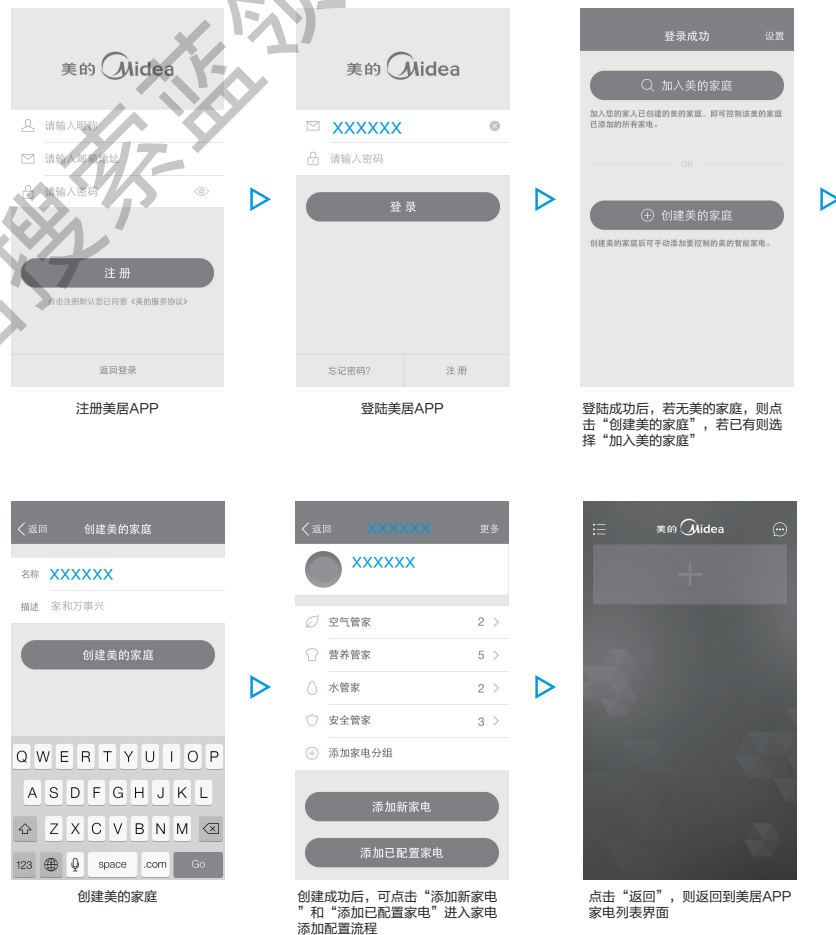 美的 Midea
请输入昵称
请输入邮箱地址
请输入密码
注 册
点击注册默认您已同意《美的服务协议》
返回登录
注册美居APP
美的 Midea
XXXXXX
请输入密码
登 录
忘记密码?
注 册
登陆美居APP
登录成功 设置
加入美的家庭
加入您的家人已创建的美的家庭，即可控制该美的家庭
已添加的所有家电。
OR
创建美的家庭
创建美的家庭后可手动添加要控制的美的智能家电。
登陆成功后，若无美的家庭，则点
击“创建美的家庭”，若已有则选
择“加入美的家庭”
返回 创建美的家庭
名称 XXXXXX
描述 家和万事兴
创建美的家庭
Q W E R T Y U I O P
A S D F G H J K L
Z X C V B N M
123 space .com Go
创建美的家庭
返回 XXXXXX 更多
XXXXXX
空气管家 2
营养管家 5
水管家 2
安全管家 3
添加家电分组
添加新家电
添加已配置家电
创建成功后，可点击“添加新家电
”和“添加已配置家电”进入家电
添加配置流程
美的 Midea
点击“返回”，则返回到美居APP
家电列表界面
搜索蓝领